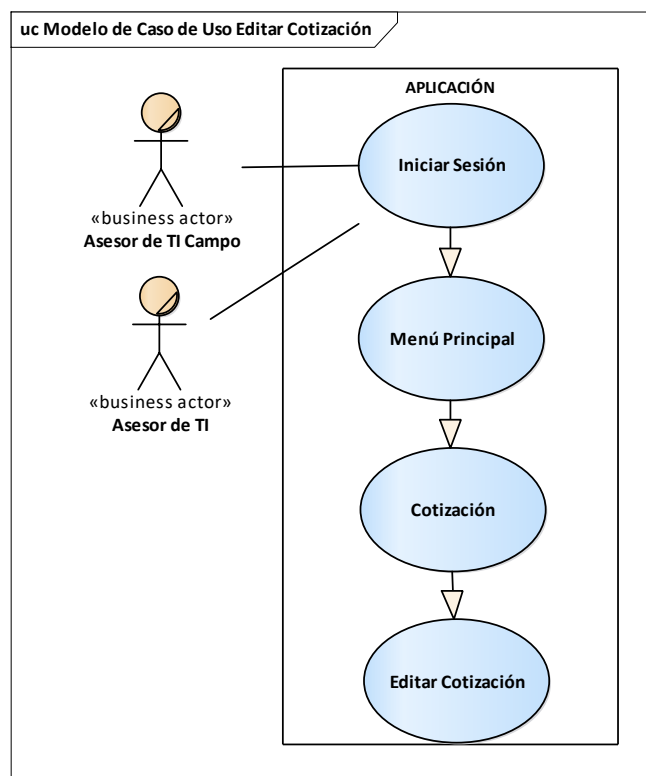 uc Modelo de Caso de Uso Editar Cotización
APLICACIÓN
Iniciar Sesión
«business actor»
Asesor de TI Campo
Menú Principal
«business actor»
Asesor de TI
Cotización
Editar Cotización